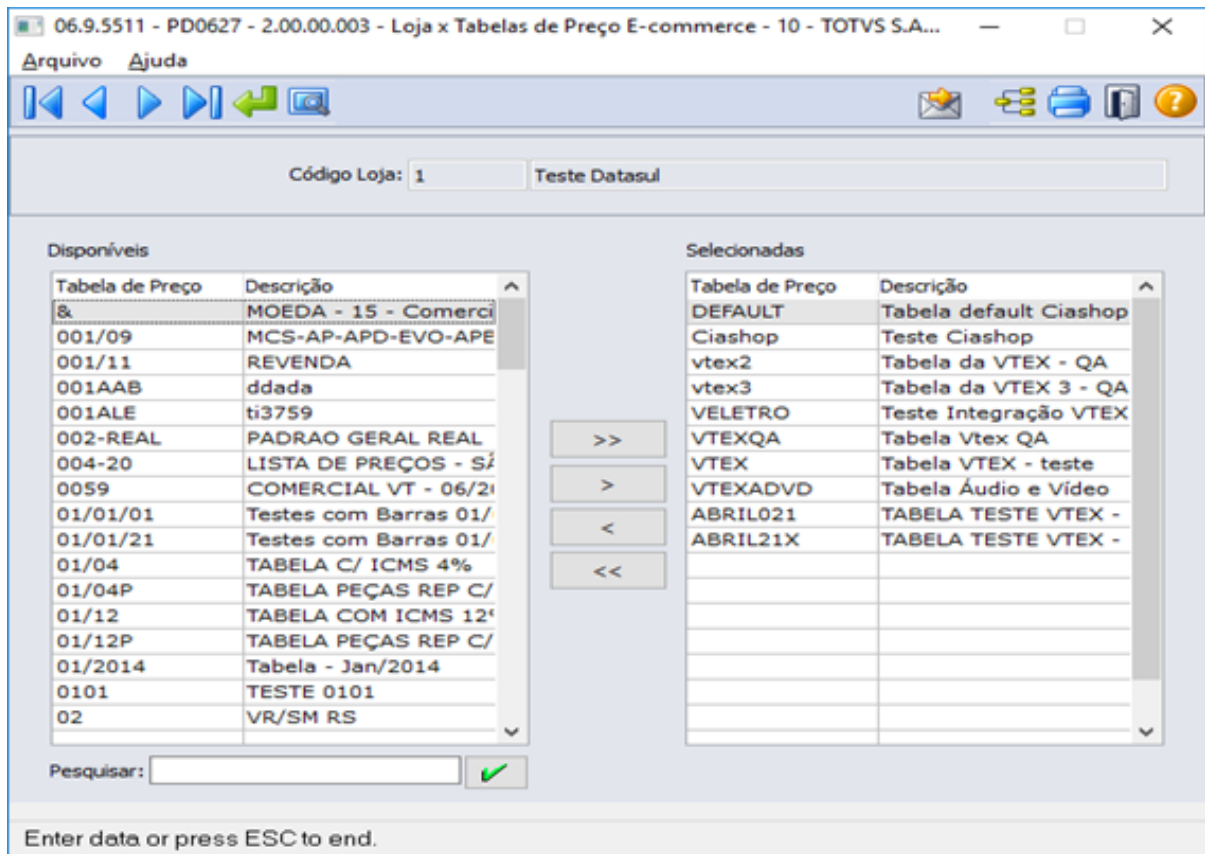 06.9.5511 - PD0627 - 2.00.00.003 - Loja x Tabelas de Preço E-commerce - 10 - TOTVS S.A...
Arquivo Ajuda
Código Loja: 1 Teste Datasul
Disponíveis
Tabela de Preço Descrição
& MOEDA - 15 - Comerci
001/09 MCS-AP-APD-EVO-APE
001/11 REVENDA
001AAB ddada
001ALE ti3759
002-REAL PADRAO GERAL REAL
004-20 LISTA DE PREÇOS - SÃ
0059 COMERCIAL VT - 06/2
01/01/01 Testes com Barras 01/
01/01/21 Testes com Barras 01/
01/04 TABELA C/ ICMS 4%
01/04P TABELA PEÇAS REP C/
01/12 TABELA COM ICMS 12
01/12P TABELA PEÇAS REP C/
01/2014 Tabela - Jan/2014
0101 TESTE 0101
02 VR/SM RS
Pesquisar:
>>
>
<
<<
Selecionadas
Tabela de Preço Descrição
DEFAULT Tabela default Ciashop
Ciashop Teste Ciashop
vtex2 Tabela da VTEX - QA
vtex3 Tabela da VTEX 3 - QA
VELETRO Teste Integração VTEX
VTEXQA Tabela Vtex QA
VTEX Tabela VTEX - teste
VTEXADVD Tabela Áudio e Vídeo
ABRIL021 TABELA TESTE VTEX -
ABRIL21X TABELA TESTE VTEX -
Enter data or press ESC to end.